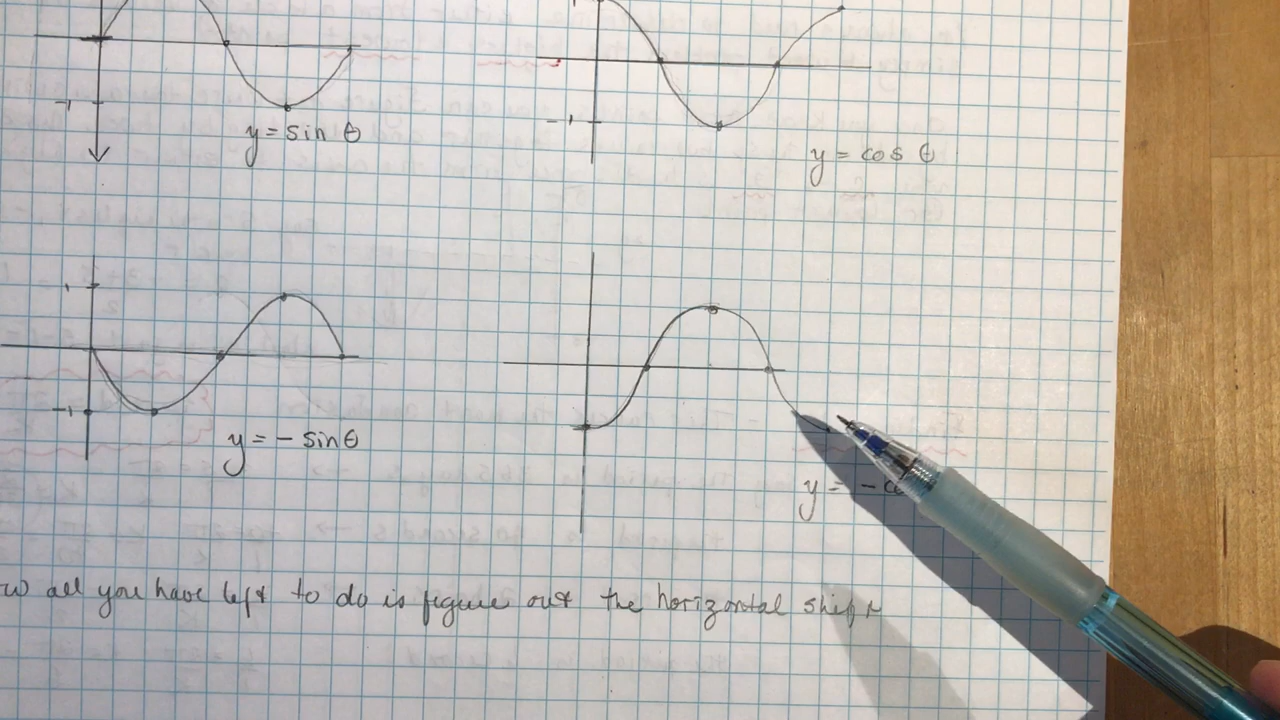 -1
y = sin θ
1
-1
y = cos θ
1
-1
y = - sin θ
y = -
w all you have left to do is figure out the horizontal shift